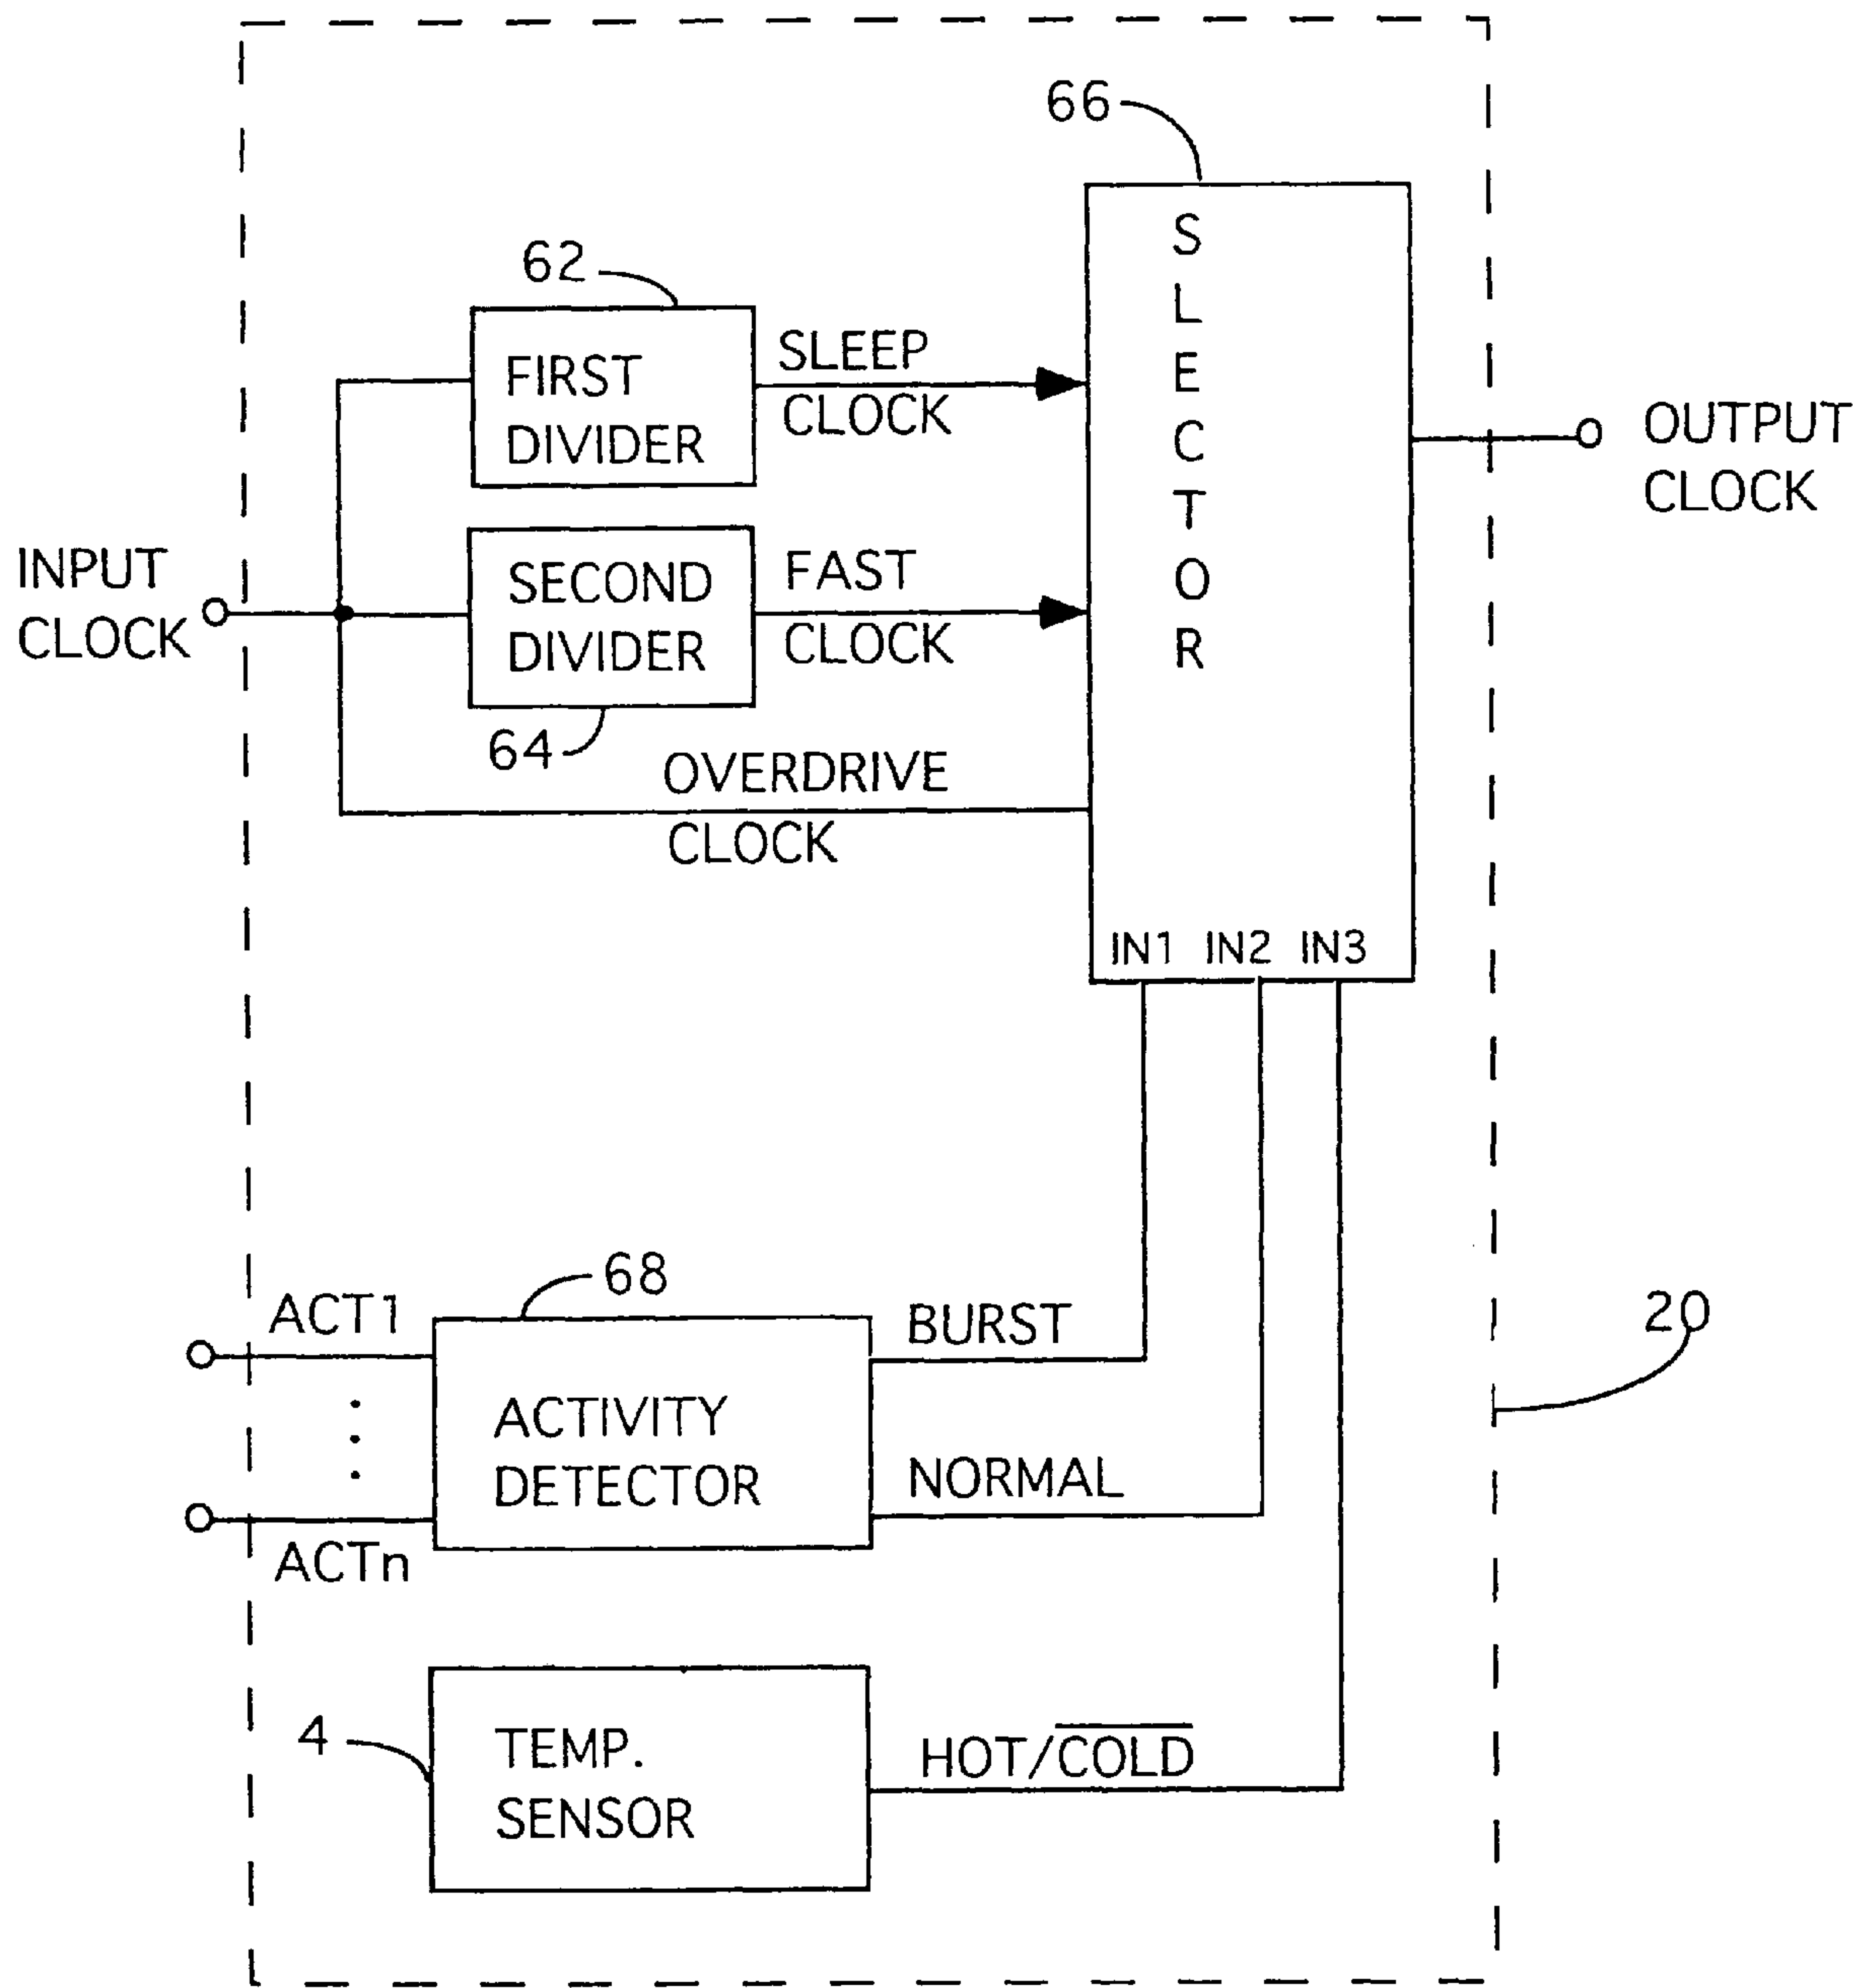 66
SLECTOR
62
FIRST
DIVIDER
SLEEP
CLOCK
OUTPUT
CLOCK
INPUT
CLOCK
SECOND
DIVIDER
FAST
CLOCK
64
OVERDRIVE
CLOCK
IN1 IN2 IN3
68
ACT1
ACTIVITY
DETECTOR
BURST
NORMAL
ACTn
20
4
TEMP.
SENSOR
HOT/C̅O̅L̅D̅